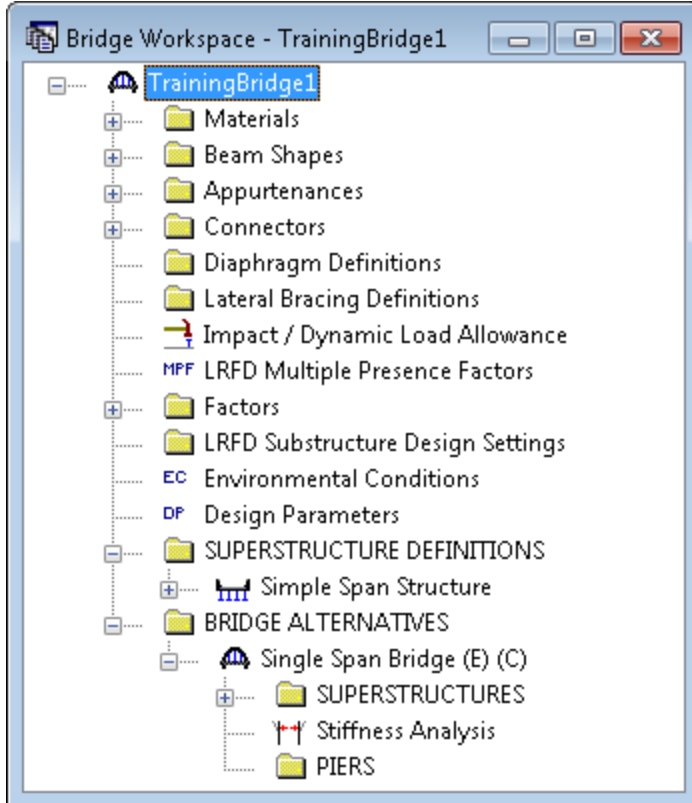 Bridge Workspace - TrainingBridge1
TrainingBridge1
Materials
Beam Shapes
Appurtenances
Connectors
Diaphragm Definitions
Lateral Bracing Definitions
Impact / Dynamic Load Allowance
MPF LRFD Multiple Presence Factors
Factors
LRFD Substructure Design Settings
EC Environmental Conditions
DP Design Parameters
SUPERSTRUCTURE DEFINITIONS
Simple Span Structure
BRIDGE ALTERNATIVES
Single Span Bridge (E) (C)
SUPERSTRUCTURES
Stiffness Analysis
PIERS